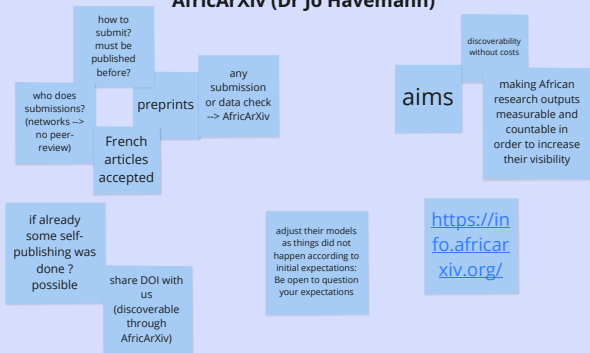 AfricArXiv (Dr Jo Havemann)
how to
submit?
must be
published
before?
who does
submissions?
(networks -->
no peer-
review)
preprints
any
submission
or data check
--> AfricArXiv
French
articles
accepted
aims
discoverability
without costs
making African
research outputs
measurable and
countable in
order to increase
their visibility
if already
some self-
publishing was
done ?
possible
share DOI with
us
(discoverable
through
AfricArXiv)
adjust their models
as things did not
happen according to
initial expectations:
Be open to question
your expectations
https://in
fo.africar
xiv.org/